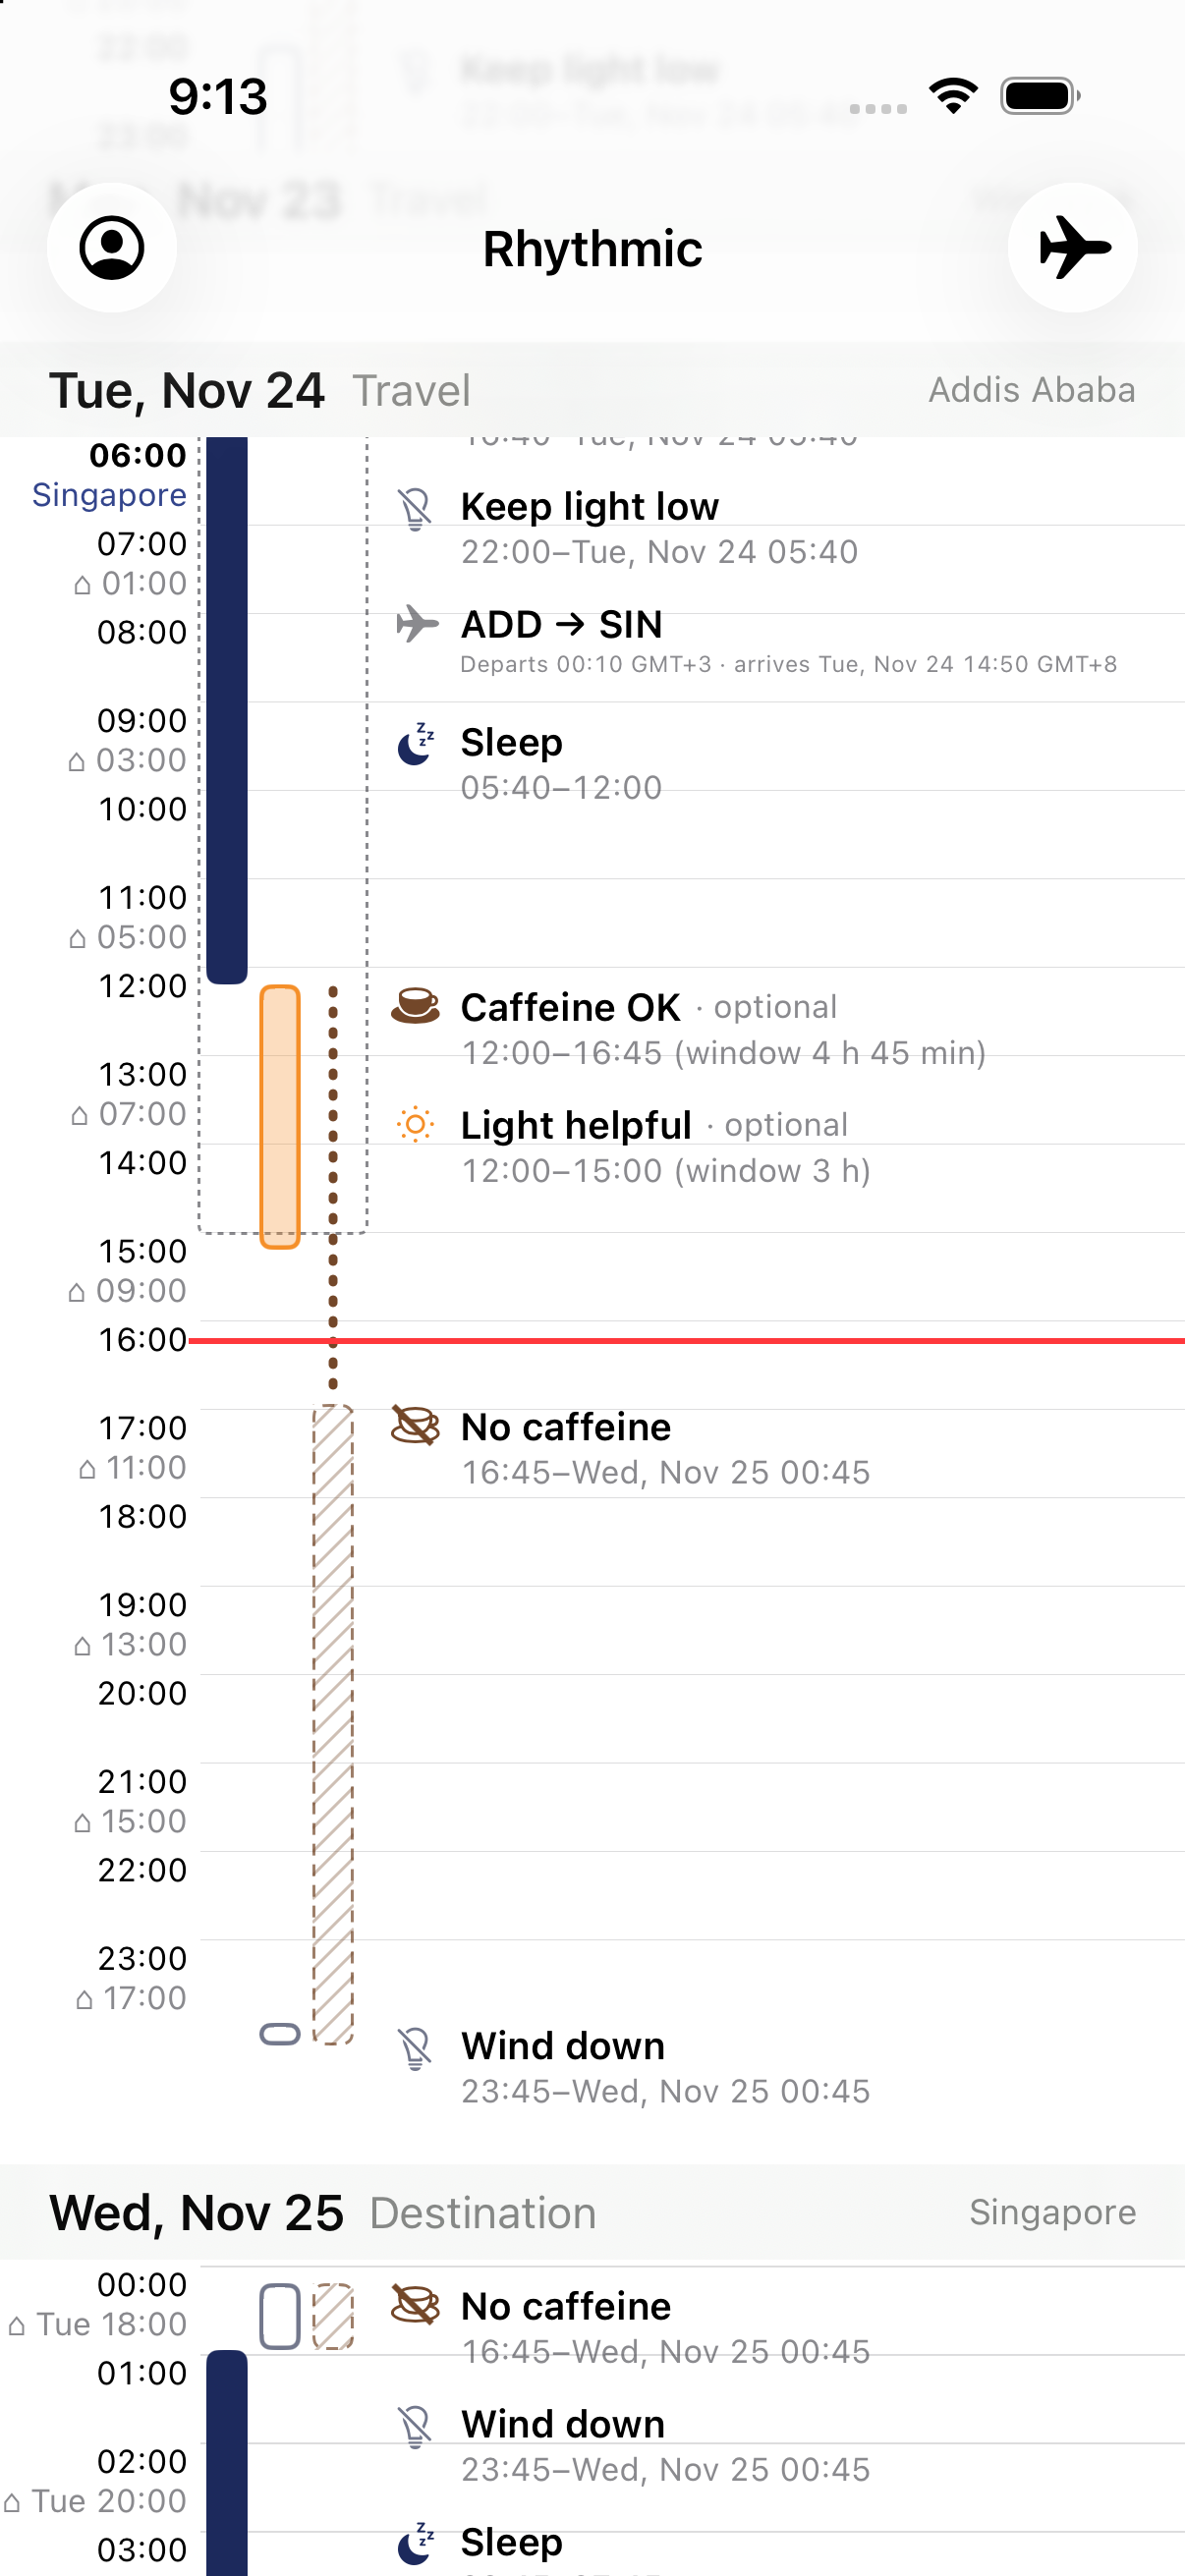 9:13
Keep light low
Nov 23 Travel
Rhythmic
Tue, Nov 24 Travel Addis Ababa
06:00
Singapore
Keep light low
07:00
22:00–Tue, Nov 24 05:40
⌂ 01:00
08:00
ADD → SIN
Departs 00:10 GMT+3 · arrives Tue, Nov 24 14:50 GMT+8
09:00
Sleep
⌂ 03:00
05:40–12:00
10:00
11:00
⌂ 05:00
12:00
Caffeine OK · optional
12:00–16:45 (window 4 h 45 min)
13:00
⌂ 07:00
Light helpful · optional
14:00
12:00–15:00 (window 3 h)
15:00
⌂ 09:00
16:00
17:00
No caffeine
⌂ 11:00
16:45–Wed, Nov 25 00:45
18:00
19:00
⌂ 13:00
20:00
21:00
⌂ 15:00
22:00
23:00
⌂ 17:00
Wind down
23:45–Wed, Nov 25 00:45
Wed, Nov 25 Destination Singapore
00:00
No caffeine
⌂ Tue 18:00
16:45–Wed, Nov 25 00:45
01:00
Wind down
02:00
23:45–Wed, Nov 25 00:45
⌂ Tue 20:00
03:00
Sleep